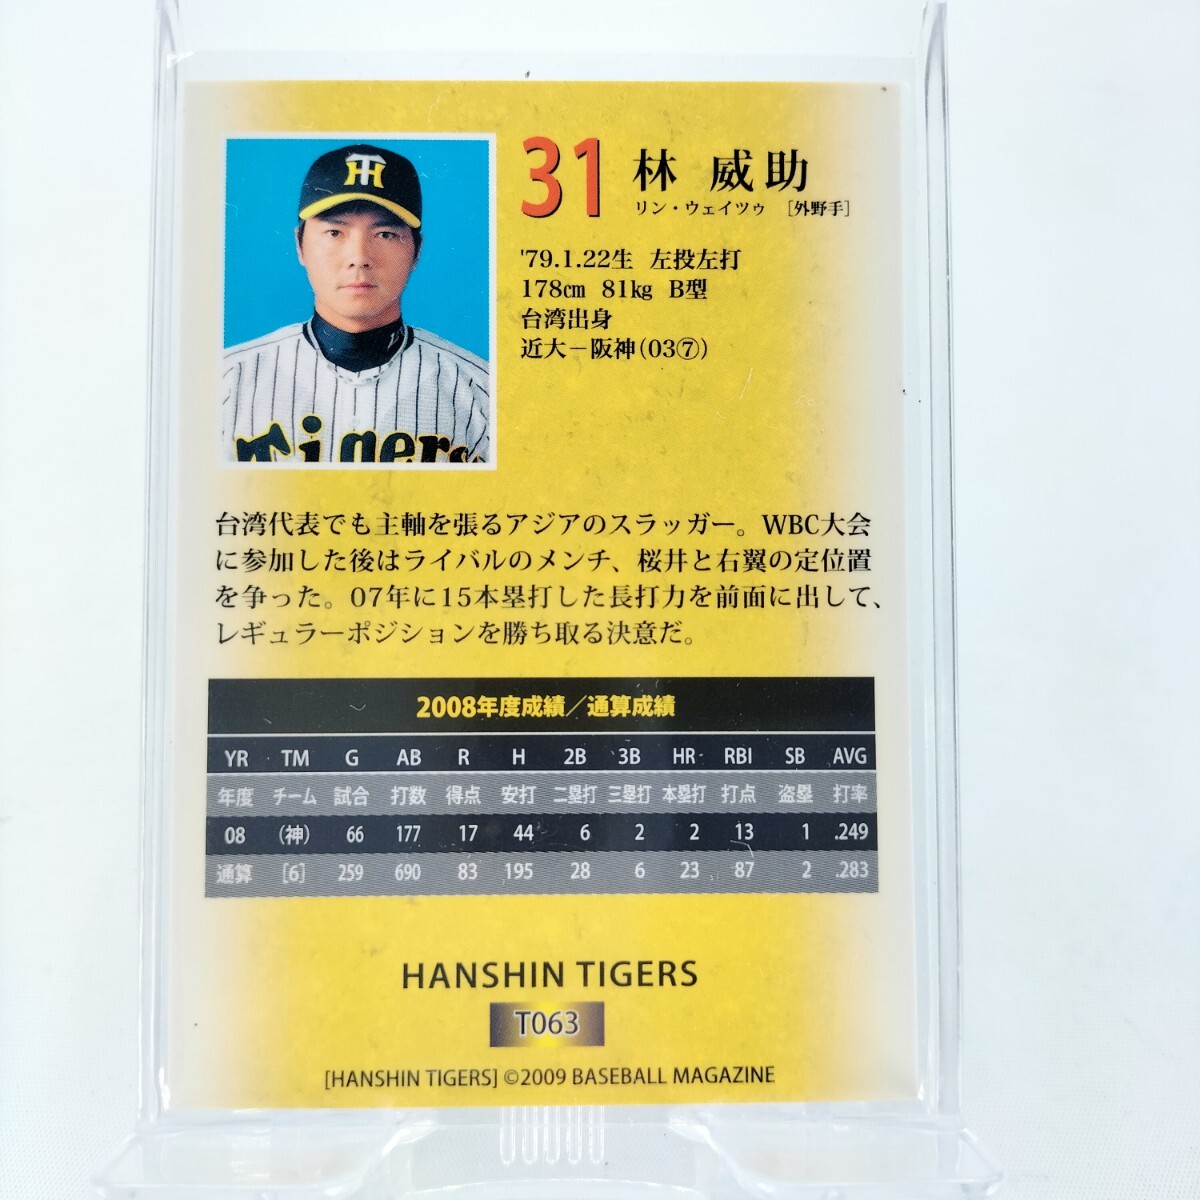 TH
Tigers
31 林 威助
リン・ウェイツゥ [外野手]
'79.1.22生 左投左打
178㎝ 81㎏ B型
台湾出身
近大－阪神(03⑦)
台湾代表でも主軸を張るアジアのスラッガー。WBC大会
に参加した後はライバルのメンチ、桜井と右翼の定位置
を争った。07年に15本塁打した長打力を前面に出して、
レギュラーポジションを勝ち取る決意だ。
2008年度成績／通算成績
YR TM G AB R H 2B 3B HR RBI SB AVG
年度 チーム 試合 打数 得点 安打 二塁打 三塁打 本塁打 打点 盗塁 打率
08 (神) 66 177 17 44 6 2 2 13 1 .249
通算 [6] 259 690 83 195 28 6 23 87 2 .283
HANSHIN TIGERS
T063
[HANSHIN TIGERS] ©2009 BASEBALL MAGAZINE